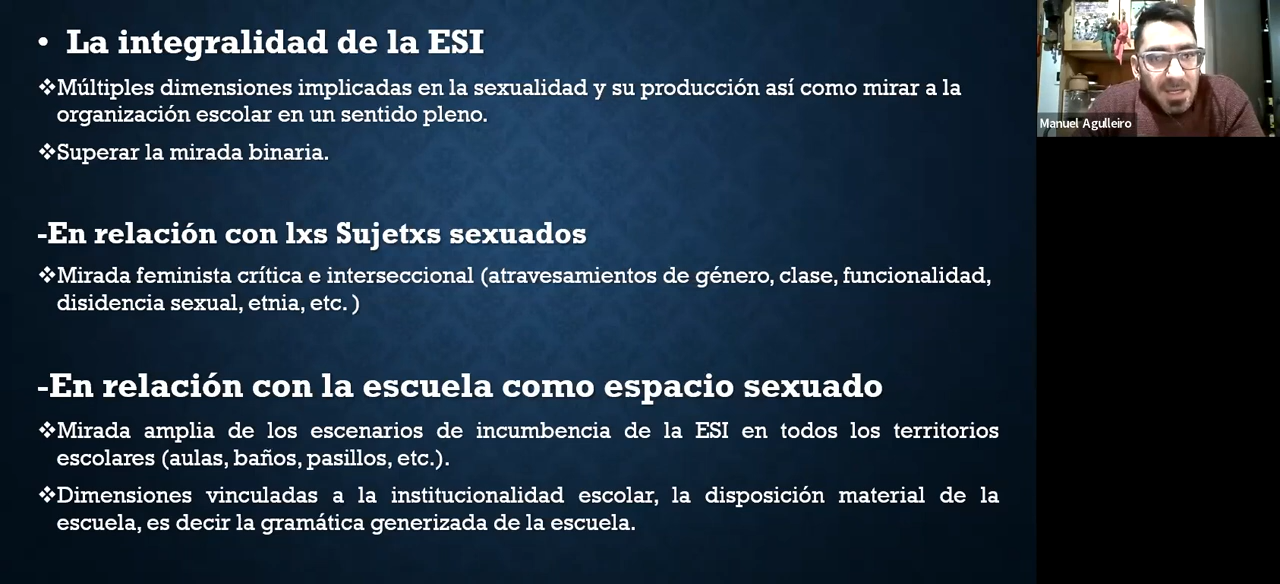 • La integralidad de la ESI
❖Múltiples dimensiones implicadas en la sexualidad y su producción así como mirar a la
organización escolar en un sentido pleno.
❖Superar la mirada binaria.
-En relación con lxs Sujetxs sexuados
❖Mirada feminista crítica e interseccional (atravesamientos de género, clase, funcionalidad,
disidencia sexual, etnia, etc. )
-En relación con la escuela como espacio sexuado
❖Mirada amplia de los escenarios de incumbencia de la ESI en todos los territorios
escolares (aulas, baños, pasillos, etc.).
❖Dimensiones vinculadas a la institucionalidad escolar, la disposición material de la
escuela, es decir la gramática generizada de la escuela.
Manuel Agulleiro